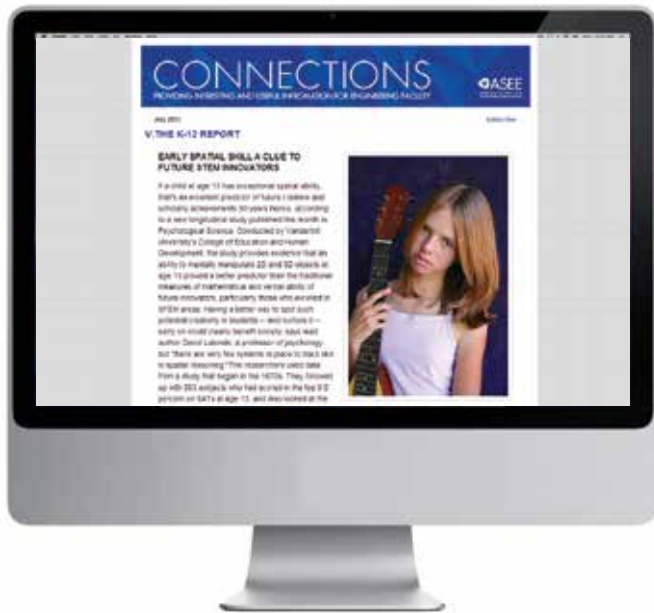 CONNECTIONS
PROVIDING INTERESTING AND USEFUL INFORMATION FOR ENGINEERING FACULTY
ASEE
July 2013
V. THE K-12 REPORT
EARLY SPATIAL SKILL A CLUE TO
FUTURE STEM INNOVATORS
If a child at age 13 has exceptional spatial ability,
that's an excellent predictor of future creative and
scholarly achievements 30 years hence, according
to a new longitudinal study published this month in
Psychological Science. Conducted by Vanderbilt
University's College of Education and Human
Development, the study provides evidence that an
ability to mentally manipulate 2D and 3D objects at
age 13 proved a better predictor than the traditional
measures of mathematical and verbal ability of
future innovators, particularly those who excelled in
STEM areas. Having a better way to spot such
potential creativity in students — and nurture it —
early on could clearly benefit society, says lead
author David Lubinski, a professor of psychology,
but "there are very few systems in place to track skill
in spatial reasoning." The researchers used data
from a study that began in the 1970s. They followed
up with 563 subjects who had scored in the top 0.5
percent on SATs at age 13, and also looked at the